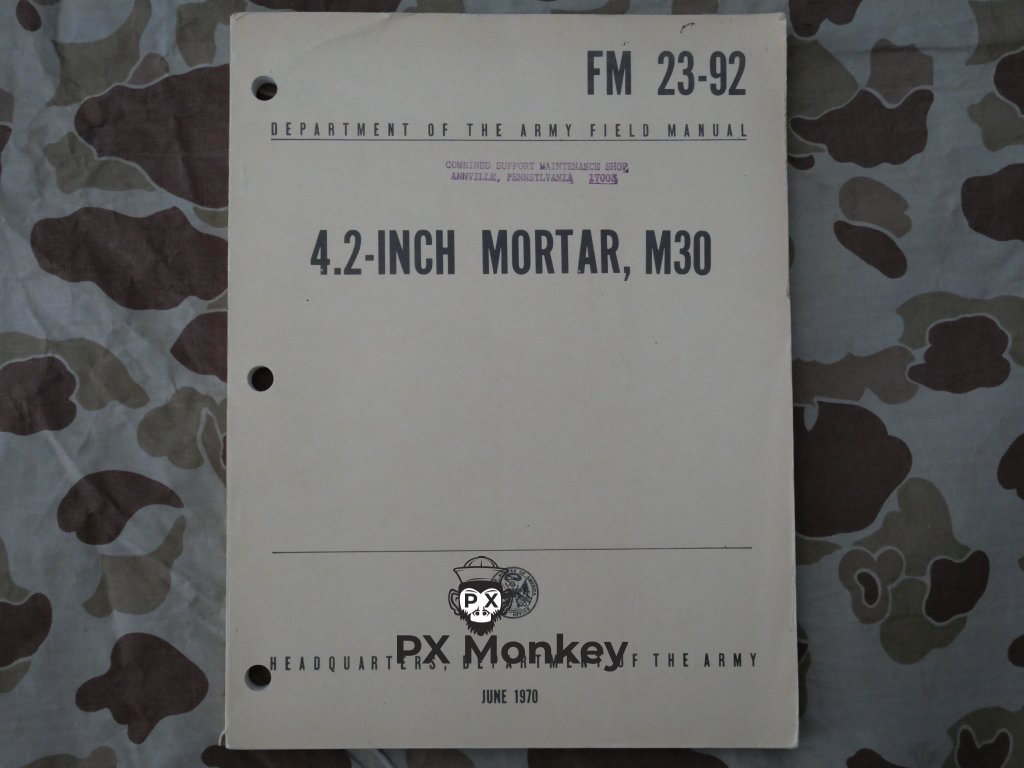 FM 23-92
DEPARTMENT OF THE ARMY FIELD MANUAL
COMBINED SUPPORT MAINTENANCE SHOP
ANNVILLE, PENNSYLVANIA 17003
4.2-INCH MORTAR, M30
PX
PX Monkey
HEADQUARTERS, DEPARTMENT OF THE ARMY
JUNE 1970